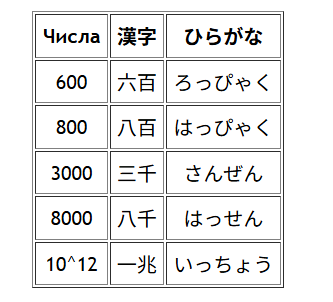 Числа 漢字 ひらがな
600 六百 ろっぴゃく
800 八百 はっぴゃく
3000 三千 さんぜん
8000 八千 はっせん
10^12 一兆 いっちょう